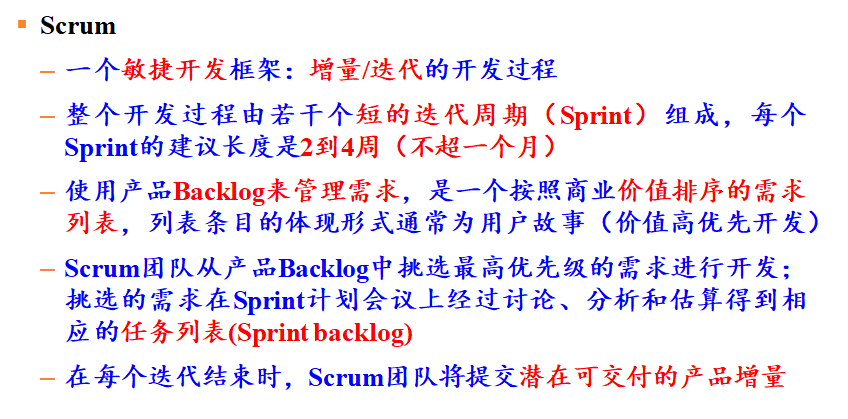 Scrum
– 一个敏捷开发框架：增量/迭代的开发过程
– 整个开发过程由若干个短的迭代周期（Sprint）组成，每个
Sprint的建议长度是2到4周（不超一个月）
– 使用产品Backlog来管理需求，是一个按照商业价值排序的需求
列表，列表条目的体现形式通常为用户故事（价值高优先开发）
– Scrum团队从产品Backlog中挑选最高优先级的需求进行开发；
挑选的需求在Sprint计划会议上经过讨论、分析和估算得到相
应的任务列表(Sprint backlog)
– 在每个迭代结束时，Scrum团队将提交潜在可交付的产品增量